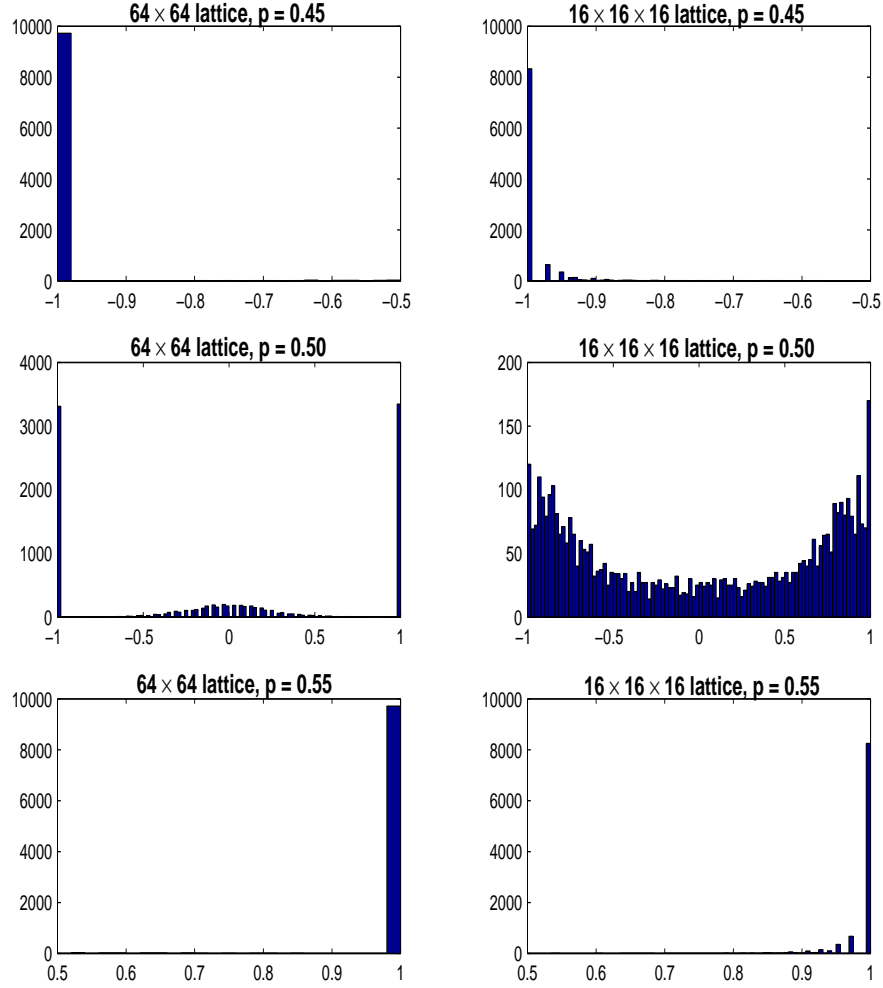 64 × 64 lattice, p = 0.45
10000
8000
6000
4000
2000
0
−1 −0.9 −0.8 −0.7 −0.6 −0.5
16 × 16 × 16 lattice, p = 0.45
10000
8000
6000
4000
2000
0
−1 −0.9 −0.8 −0.7 −0.6 −0.5
64 × 64 lattice, p = 0.50
4000
3000
2000
1000
0
−1 −0.5 0 0.5 1
16 × 16 × 16 lattice, p = 0.50
200
150
100
50
0
−1 −0.5 0 0.5 1
64 × 64 lattice, p = 0.55
10000
8000
6000
4000
2000
0
0.5 0.6 0.7 0.8 0.9 1
16 × 16 × 16 lattice, p = 0.55
10000
8000
6000
4000
2000
0
0.5 0.6 0.7 0.8 0.9 1